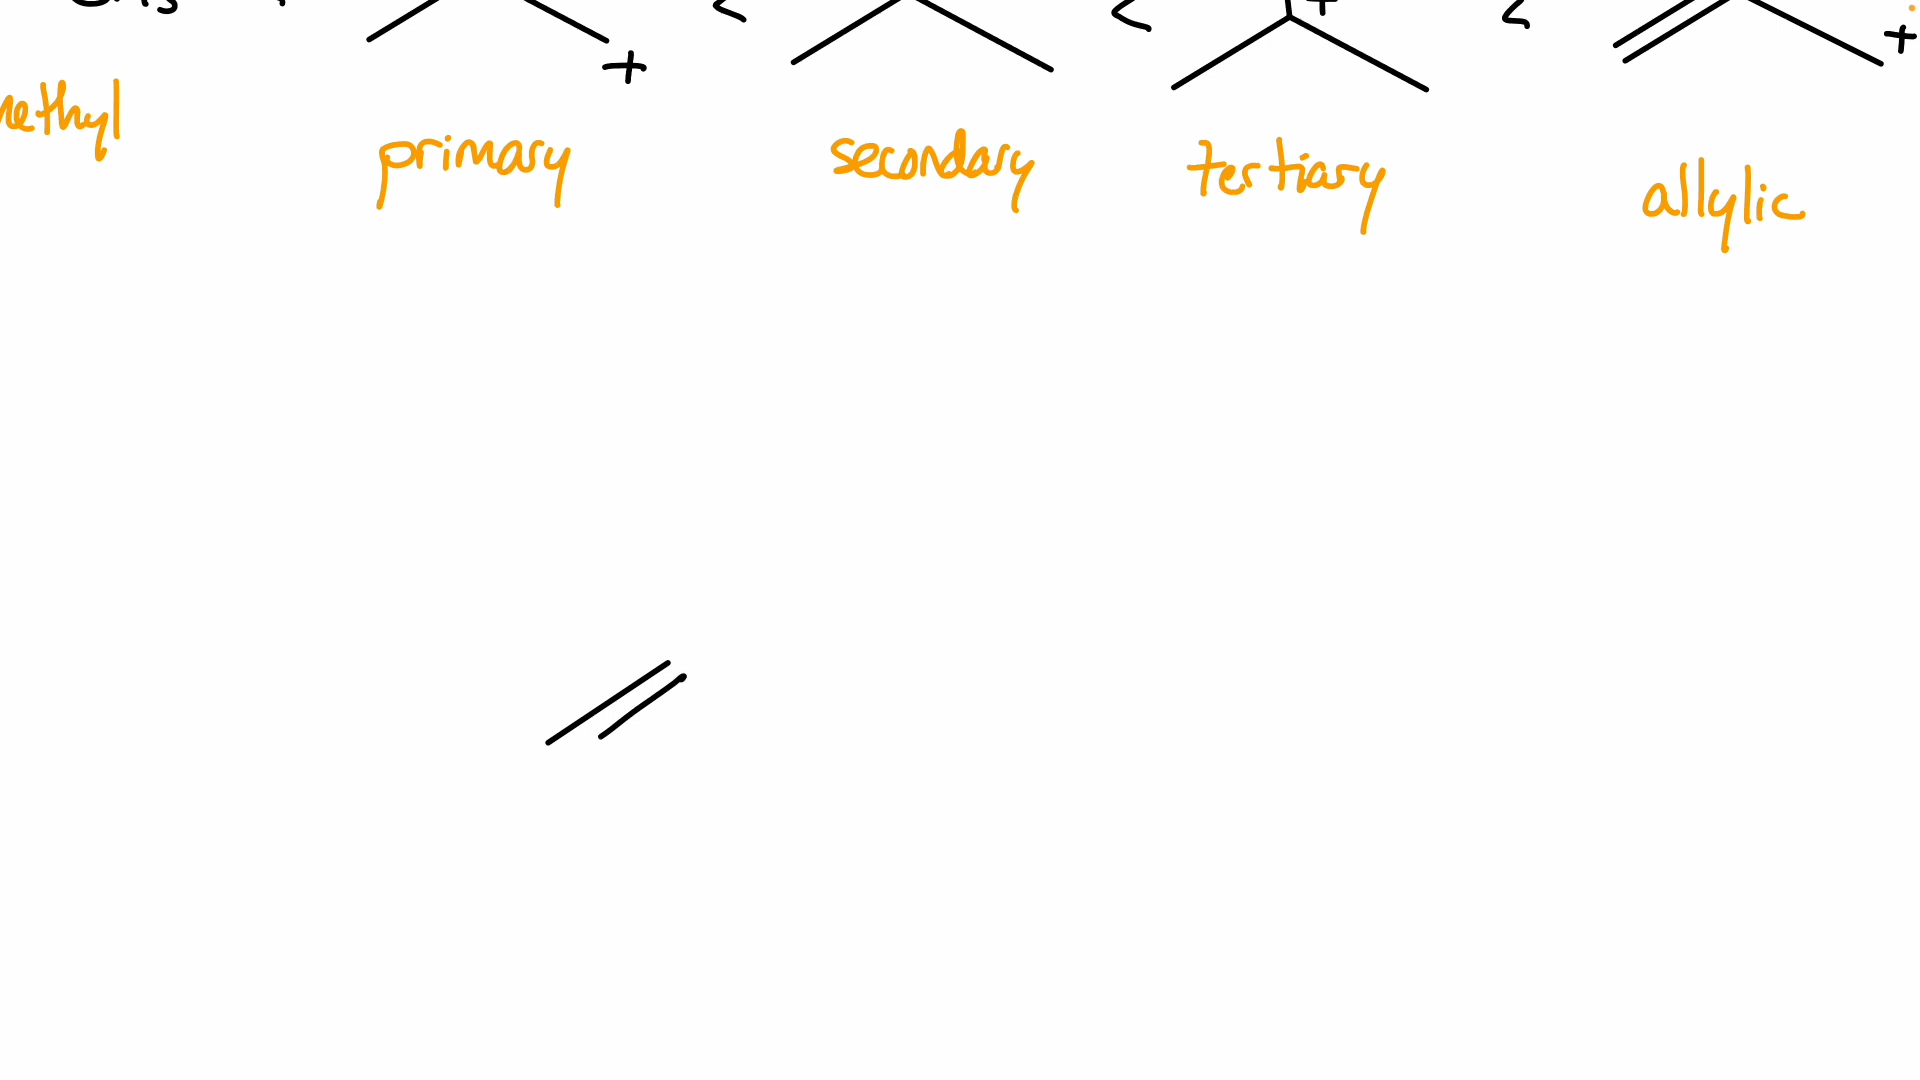 < < + < +
+
methyl primary secondary tertiary allylic